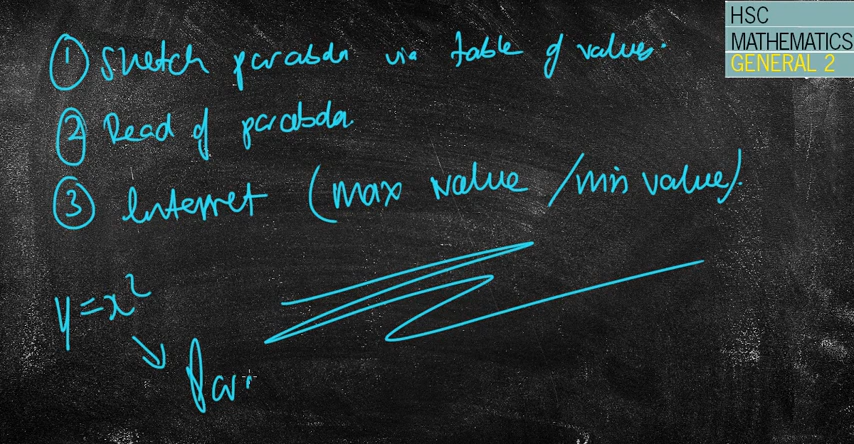 HSC
MATHEMATICS
GENERAL 2
① Sketch parabola via table of values.
② Read of parabola
③ Interpret (max value / min value).
y = x²
↘ Par